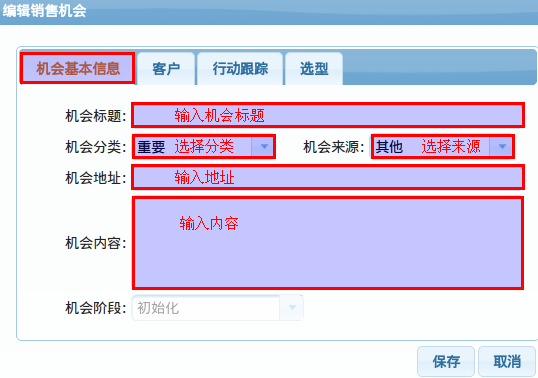 编辑销售机会
机会基本信息 客户 行动跟踪 选型
机会标题: 输入机会标题
机会分类: 重要 选择分类 机会来源: 其他 选择来源
机会地址: 输入地址
机会内容: 输入内容
机会阶段: 初始化
保存 取消